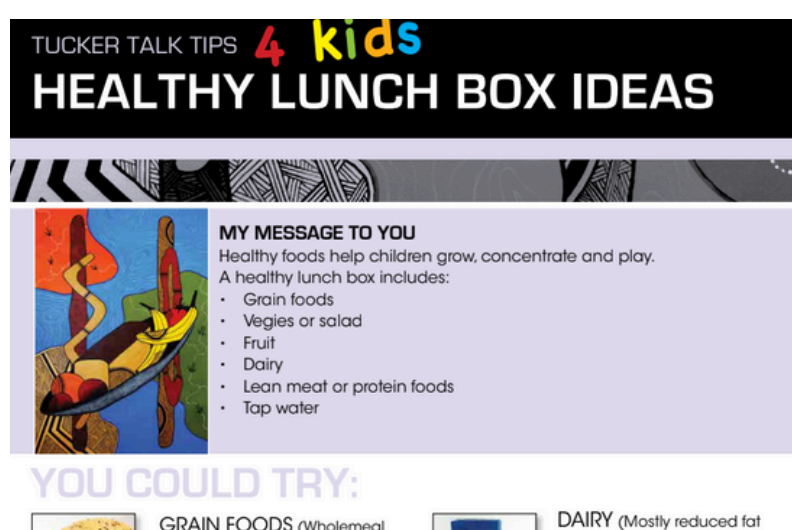 TUCKER TALK TIPS 4 kids
HEALTHY LUNCH BOX IDEAS
MY MESSAGE TO YOU
Healthy foods help children grow, concentrate and play.
A healthy lunch box includes:
• Grain foods
• Vegies or salad
• Fruit
• Dairy
• Lean meat or protein foods
• Tap water
YOU COULD TRY:
GRAIN FOODS (Wholemeal
DAIRY (Mostly reduced fat